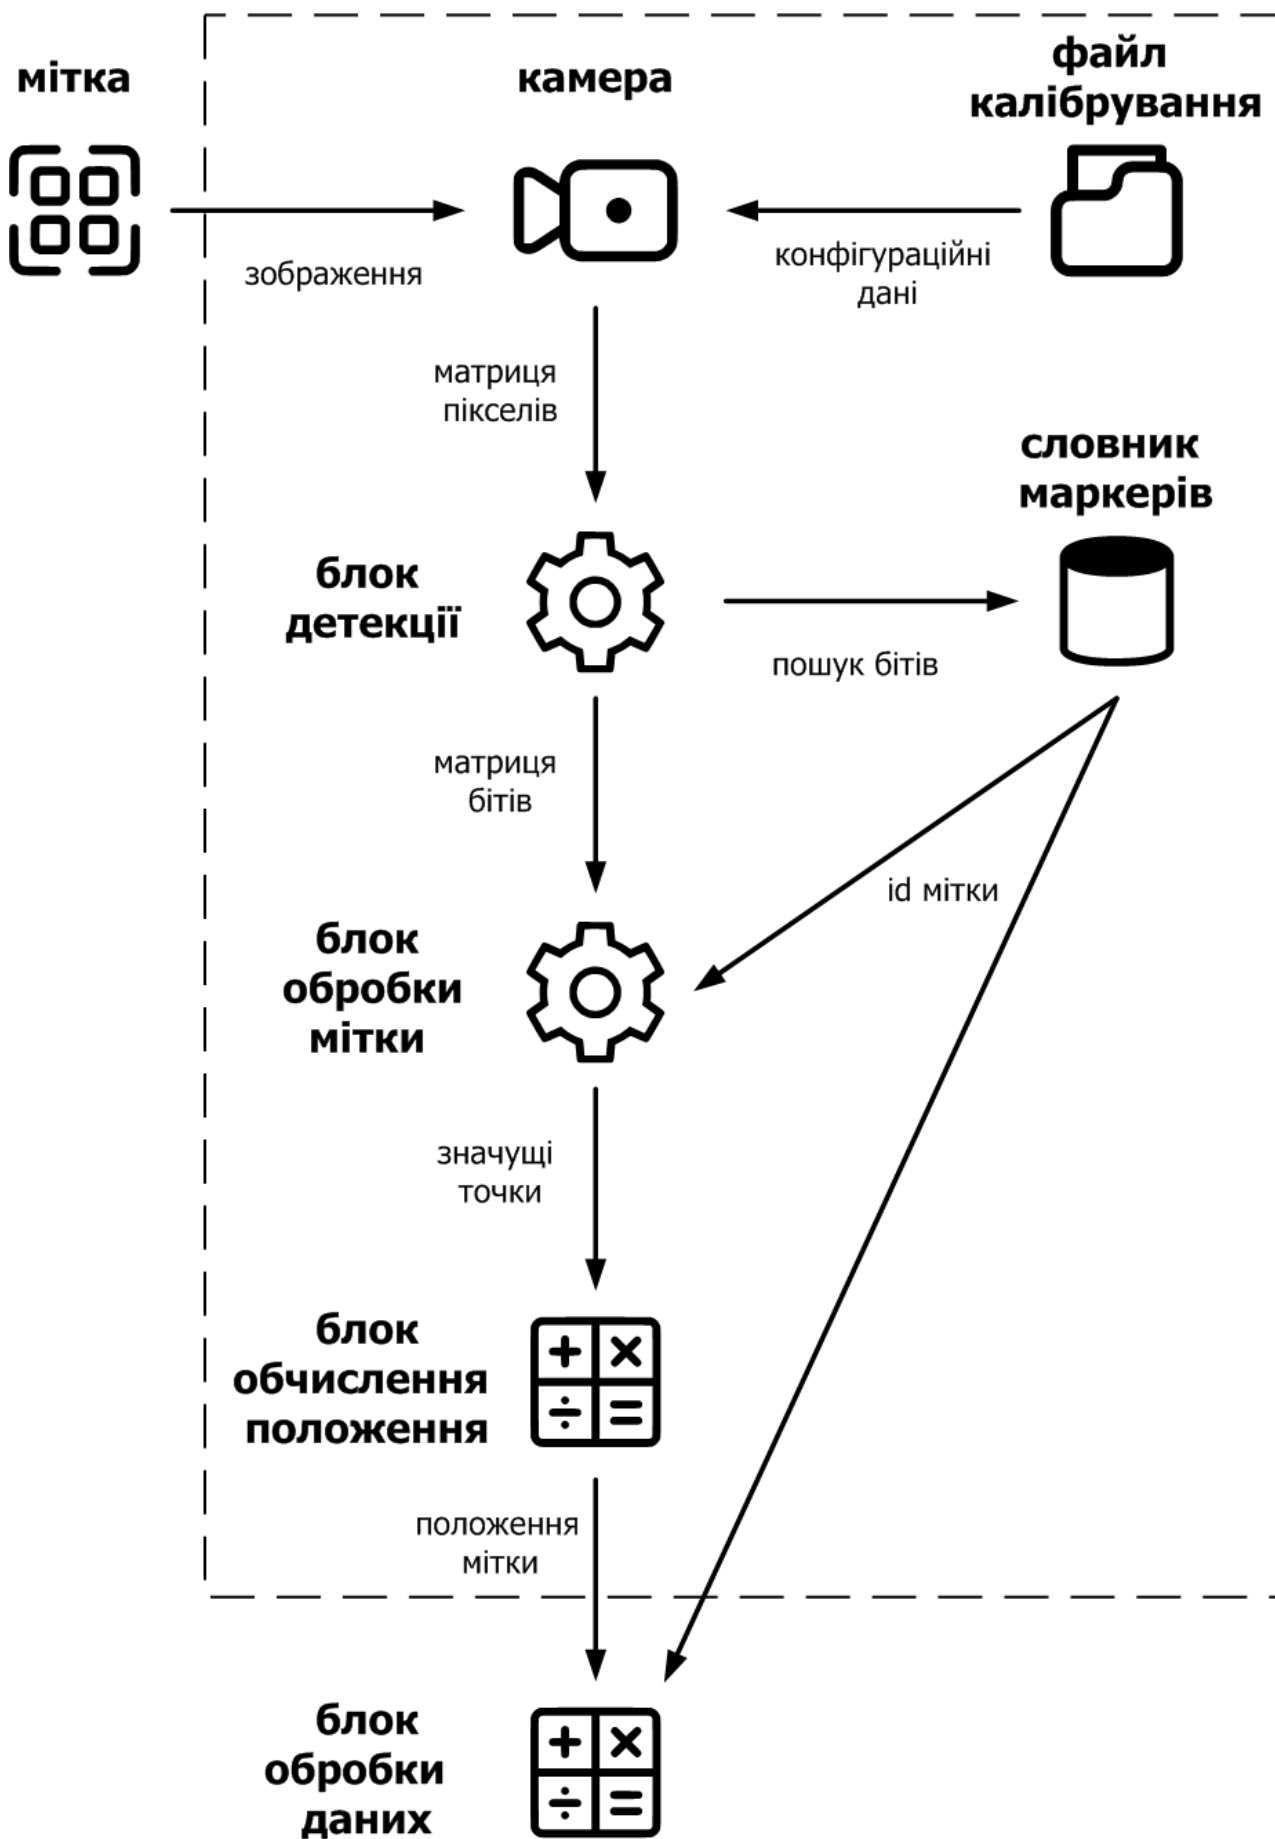 мітка
камера
файл
калібрування
зображення
конфігураційні
дані
матриця
пікселів
словник
маркерів
блок
детекції
пошук бітів
матриця
бітів
id мітки
блок
обробки
мітки
значущі
точки
блок
обчислення
положення
положення
мітки
блок
обробки
даних